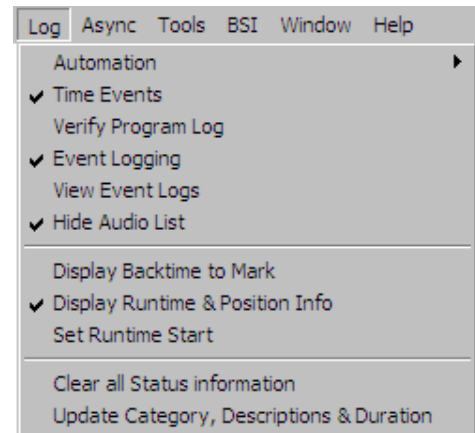 Log Async Tools BSI Window Help
Automation
Time Events
Verify Program Log
Event Logging
View Event Logs
Hide Audio List
Display Backtime to Mark
Display Runtime & Position Info
Set Runtime Start
Clear all Status information
Update Category, Descriptions & Duration